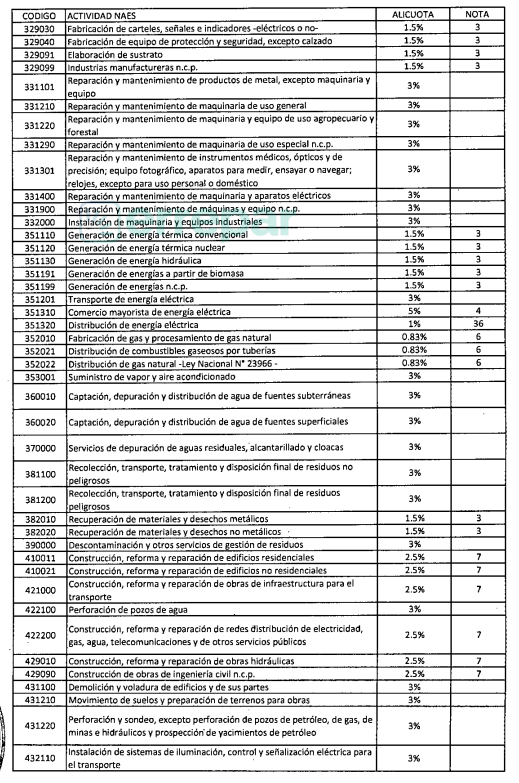 CODIGO ACTIVIDAD NAES ALICUOTA NOTA
329030 Fabricación de carteles, señales e indicadores -eléctricos o no- 1.5% 3
329040 Fabricación de equipo de protección y seguridad, excepto calzado 1.5% 3
329091 Elaboración de sustrato 1.5% 3
329099 Industrias manufactureras n.c.p. 1.5% 3
331101 Reparación y mantenimiento de productos de metal, excepto maquinaria y
equipo 3%
331210 Reparación y mantenimiento de maquinaria de uso general 3%
331220 Reparación y mantenimiento de maquinaria y equipo de uso agropecuario y
forestal 3%
331290 Reparación y mantenimiento de maquinaria de uso especial n.c.p. 3%
331301 Reparación y mantenimiento de instrumentos médicos, ópticos y de
precisión; equipo fotográfico, aparatos para medir, ensayar o navegar;
relojes, excepto para uso personal o doméstico 3%
331400 Reparación y mantenimiento de maquinaria y aparatos eléctricos 3%
331900 Reparación y mantenimiento de máquinas y equipo n.c.p. 3%
332000 Instalación de maquinaria y equipos industriales 3%
351110 Generación de energía térmica convencional 1.5% 3
351120 Generación de energía térmica nuclear 1.5% 3
351130 Generación de energía hidráulica 1.5% 3
351191 Generación de energías a partir de biomasa 1.5% 3
351199 Generación de energías n.c.p. 1.5% 3
351201 Transporte de energía eléctrica 3%
351310 Comercio mayorista de energía eléctrica 5% 4
351320 Distribución de energía eléctrica 1% 36
352010 Fabricación de gas y procesamiento de gas natural 0.83% 6
352021 Distribución de combustibles gaseosos por tuberías 0.83% 6
352022 Distribución de gas natural -Ley Nacional N° 23966 - 0.83% 6
353001 Suministro de vapor y aire acondicionado 3%
360010 Captación, depuración y distribución de agua de fuentes subterráneas 3%
360020 Captación, depuración y distribución de agua de fuentes superficiales 3%
370000 Servicios de depuración de aguas residuales, alcantarillado y cloacas 3%
381100 Recolección, transporte, tratamiento y disposición final de residuos no
peligrosos 3%
381200 Recolección, transporte, tratamiento y disposición final de residuos
peligrosos 3%
382010 Recuperación de materiales y desechos metálicos 1.5% 3
382020 Recuperación de materiales y desechos no metálicos 1.5% 3
390000 Descontaminación y otros servicios de gestión de residuos 3%
410011 Construcción, reforma y reparación de edificios residenciales 2.5% 7
410021 Construcción, reforma y reparación de edificios no residenciales 2.5% 7
421000 Construcción, reforma y reparación de obras de infraestructura para el
transporte 2.5% 7
422100 Perforación de pozos de agua 3%
422200 Construcción, reforma y reparación de redes distribución de electricidad,
gas, agua, telecomunicaciones y de otros servicios públicos 2.5% 7
429010 Construcción, reforma y reparación de obras hidráulicas 2.5% 7
429090 Construcción de obras de ingeniería civil n.c.p. 2.5% 7
431100 Demolición y voladura de edificios y de sus partes 3%
431210 Movimiento de suelos y preparación de terrenos para obras 3%
431220 Perforación y sondeo, excepto perforación de pozos de petróleo, de gas, de
minas e hidráulicos y prospección de yacimientos de petróleo 3%
432110 Instalación de sistemas de iluminación, control y señalización eléctrica para
el transporte 3%